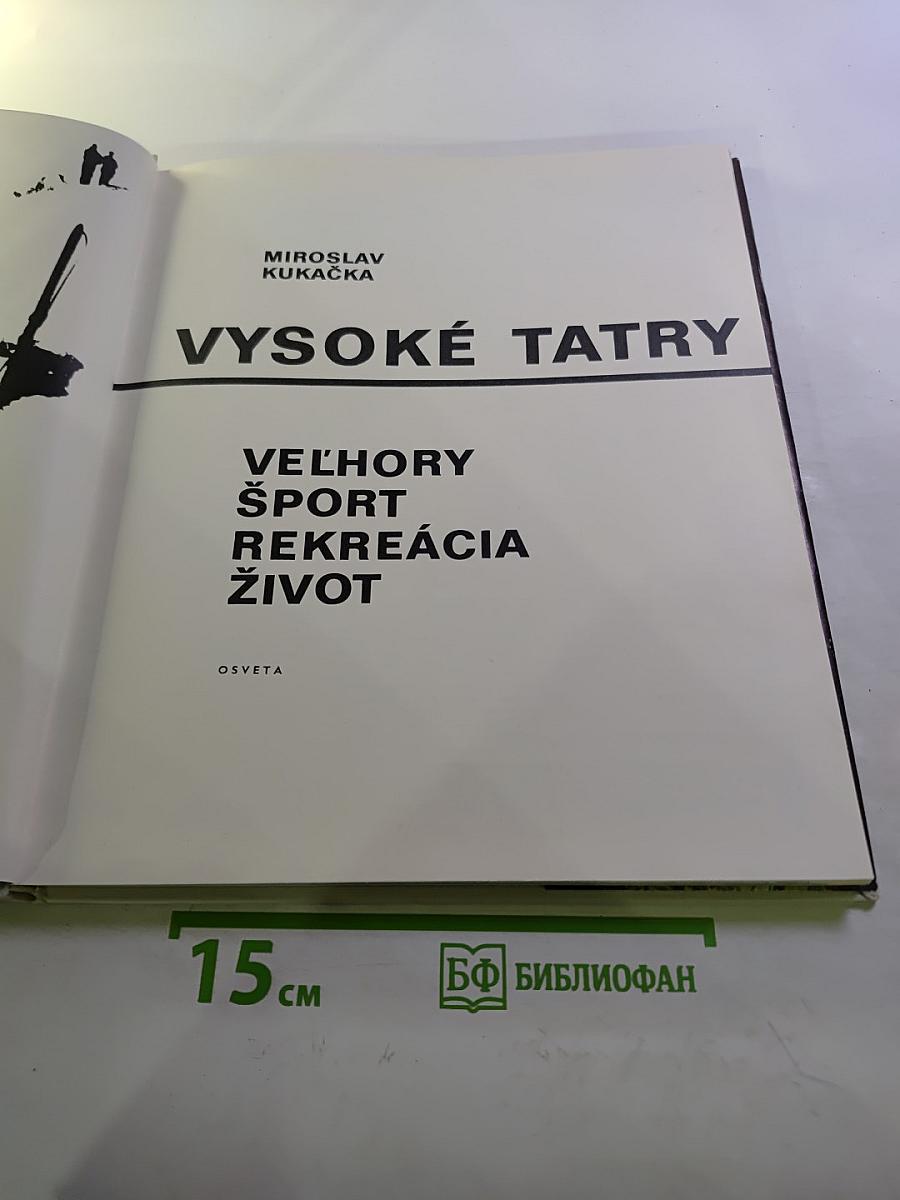 MIROSLAV
KUKAČKA
VYSOKÉ TATRY
VEĽHORY
ŠPORT
REKREÁCIA
ŽIVOT
OSVETA
15 см
БФ БИБЛИОФАН